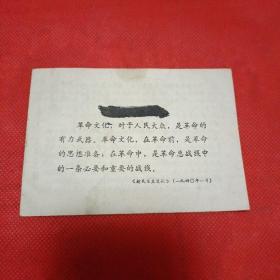 革命文化,对于人民大众,是革命的
有力武器。革命文化,在革命前,是革命
的思想准备;在革命中,是革命总战线中
的一条必要和重要的战线。
《新民主主义论》(一九四〇年一月)